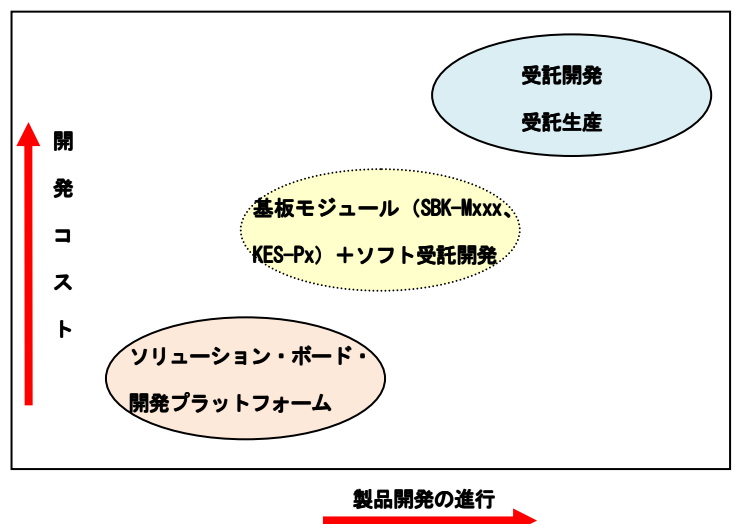 受託開発
受託生産
開発コスト
基板モジュール（SBK-Mxxx、
KES-Px）＋ソフト受託開発
ソリューション・ボード・
開発プラットフォーム
製品開発の進行